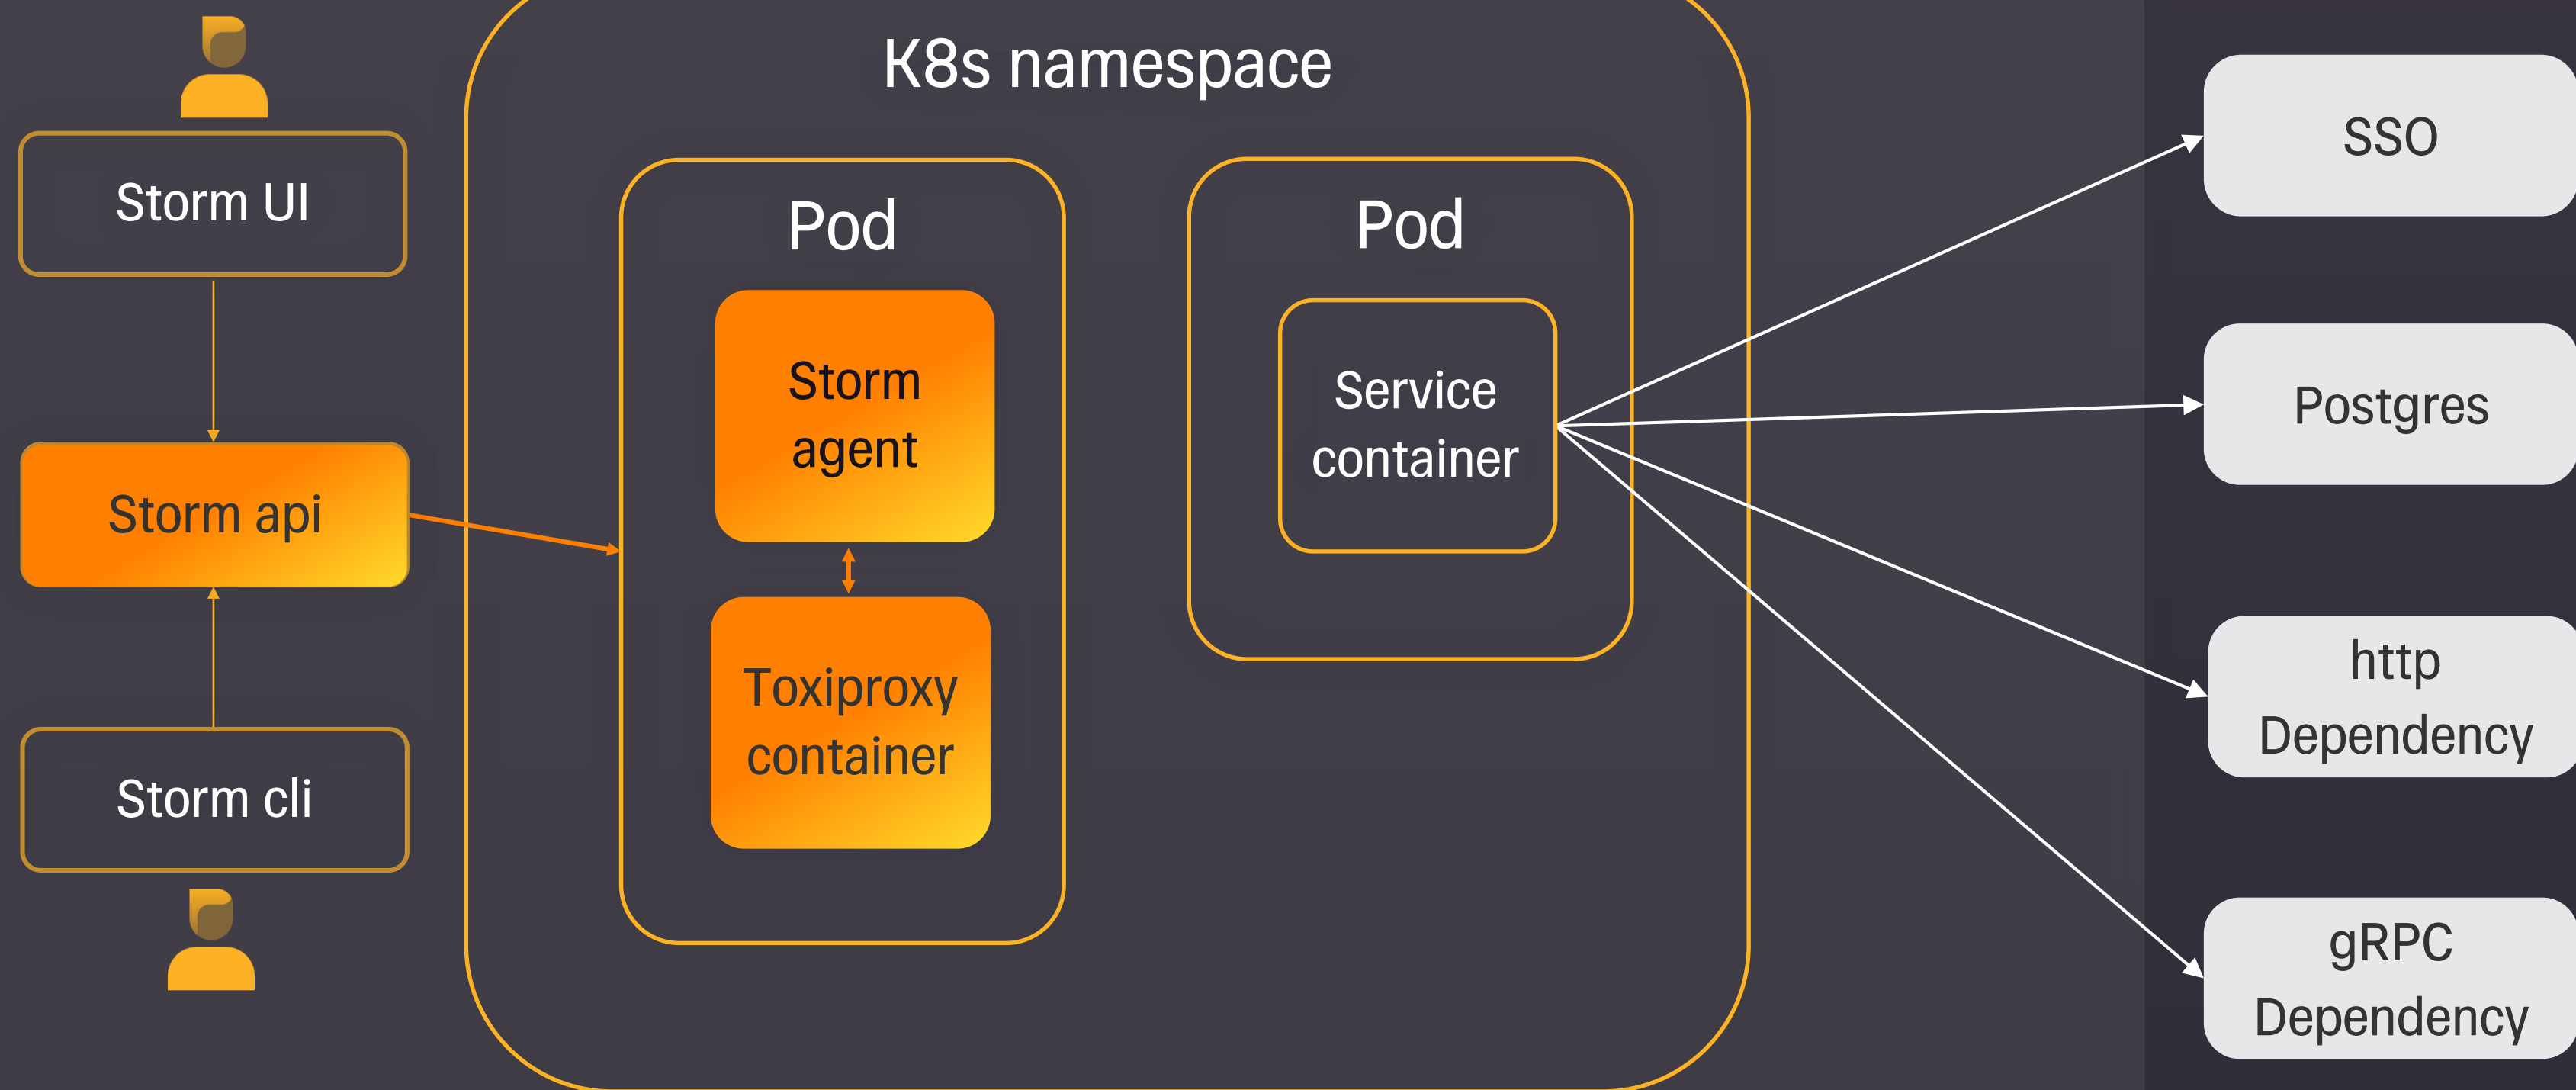 K8s namespace
Storm UI
Storm api
Storm cli
Pod
Storm
agent
Toxiproxy
container
Pod
Service
container
SSO
Postgres
http
Dependency
gRPC
Dependency